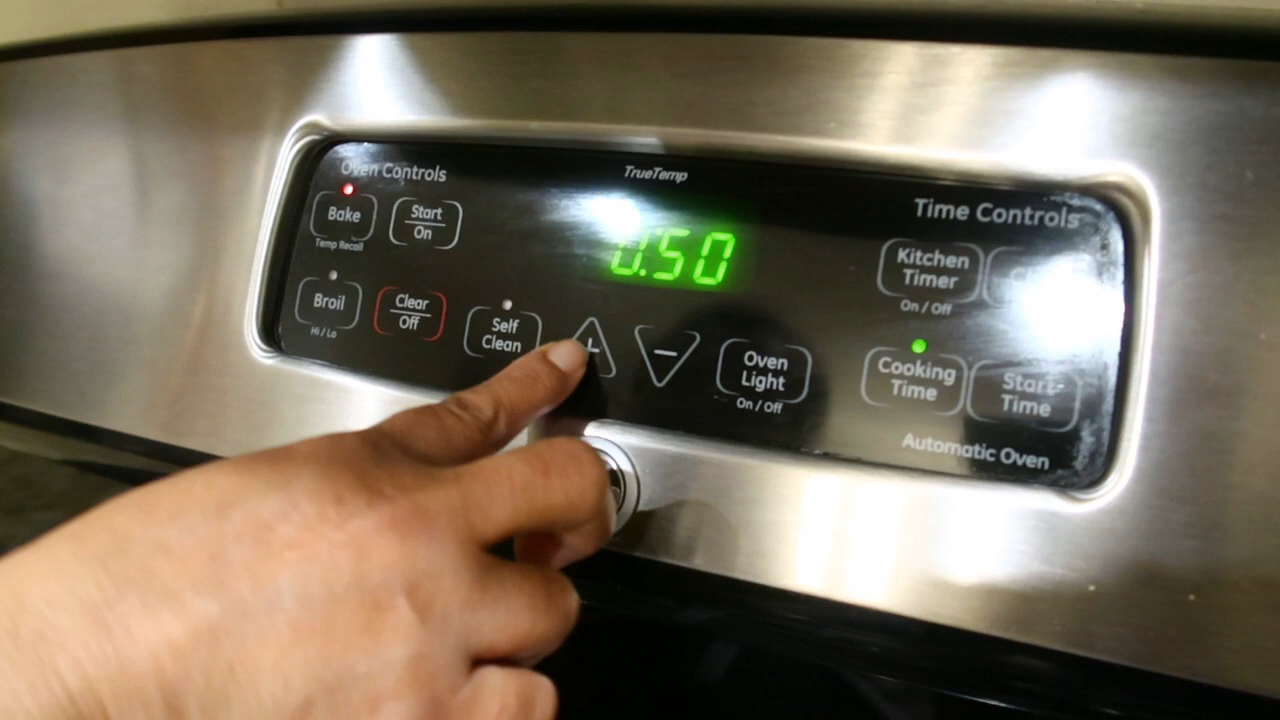 Oven Controls
TrueTemp
Time Controls
Bake
Temp Recall
Start
On
0:50
Kitchen
Timer
On / Off
Broil
Hi / Lo
Clear
Off
Self
Clean
+
−
Oven
Light
On / Off
Cooking
Time
Start
Time
Automatic Oven